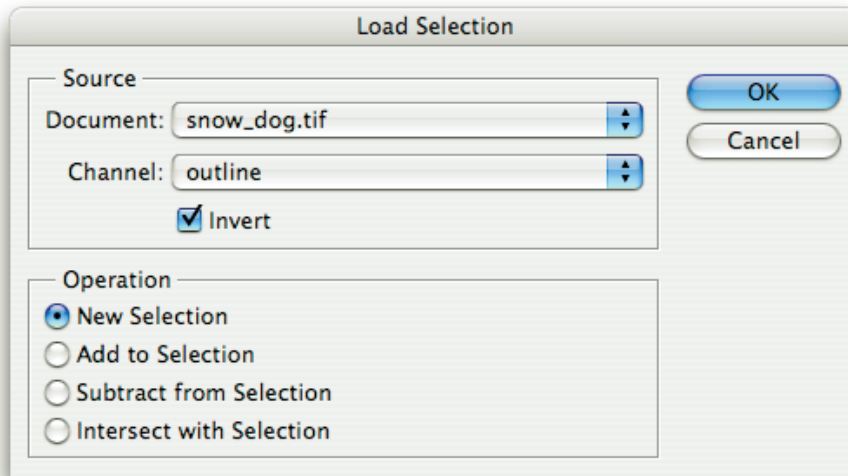 Load Selection
Source
Document: snow_dog.tif
Channel: outline
Invert
OK
Cancel
Operation
New Selection
Add to Selection
Subtract from Selection
Intersect with Selection